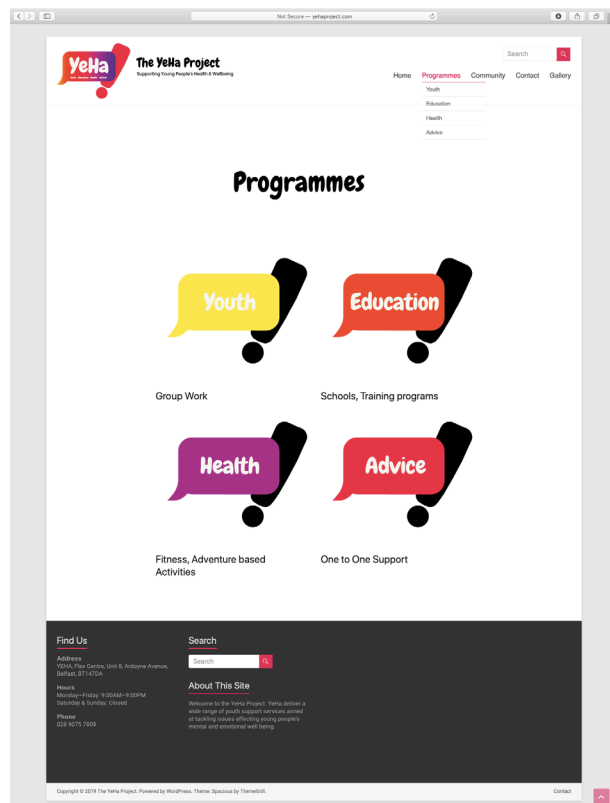 Not Secure — yehaproject.com
YeHa
The YeHa Project
Supporting Young People's Health & Wellbeing
Search
Home Programmes Community Contact Gallery
Youth
Education
Health
Advice
Programmes
Youth
Education
Group Work
Schools, Training programs
Health
Advice
Fitness, Adventure based
Activities
One to One Support
Find Us
Address
YEHA, Flex Centre, Unit 8, Ardoyne Avenue,
Belfast, BT147DA
Hours
Monday—Friday: 9:00AM–9:00PM
Saturday & Sunday: Closed
Phone
028 9075 7809
Search
Search
About This Site
Welcome to the YeHa Project. YeHa deliver a
wide range of youth support services aimed
at tackling issues affecting young people's
mental and emotional well being.
Copyright © 2019 The YeHa Project. Powered by WordPress. Theme: Spacious by ThemeGrill.
Contact